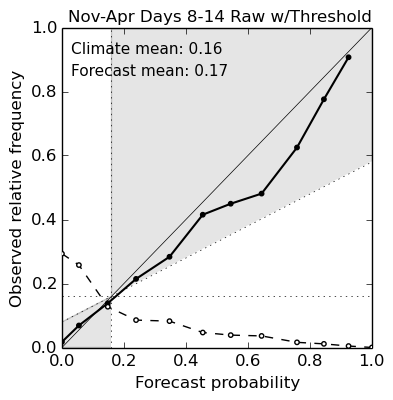 Nov-Apr Days 8-14 Raw w/Threshold
1.0
Climate mean: 0.16
Forecast mean: 0.17
0.8
0.6
0.4
0.2
0.0
0.0 0.2 0.4 0.6 0.8 1.0
Observed relative frequency
Forecast probability